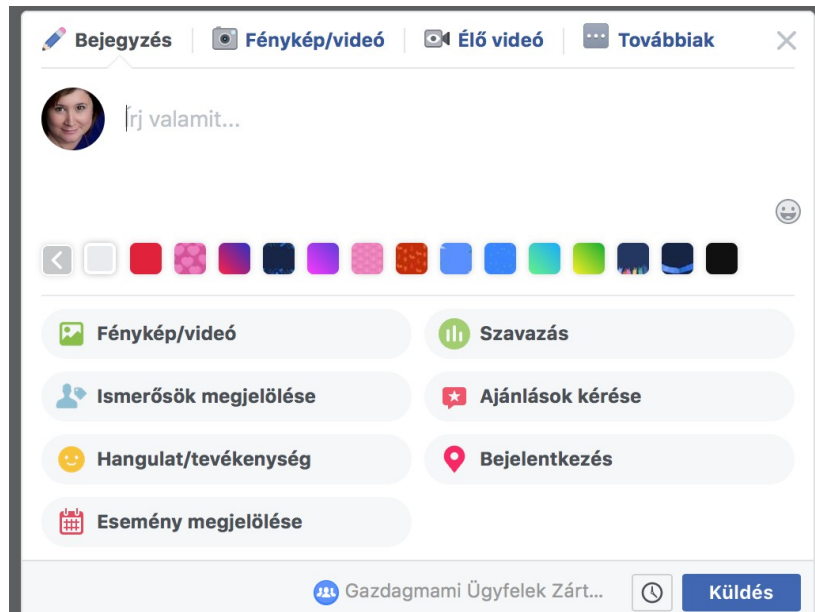 Bejegyzés Fénykép/videó Élő videó Továbbiak
Írj valamit...
Fénykép/videó Szavazás
Ismerősök megjelölése Ajánlások kérése
Hangulat/tevékenység Bejelentkezés
Esemény megjelölése
Gazdagmami Ügyfelek Zárt... Küldés